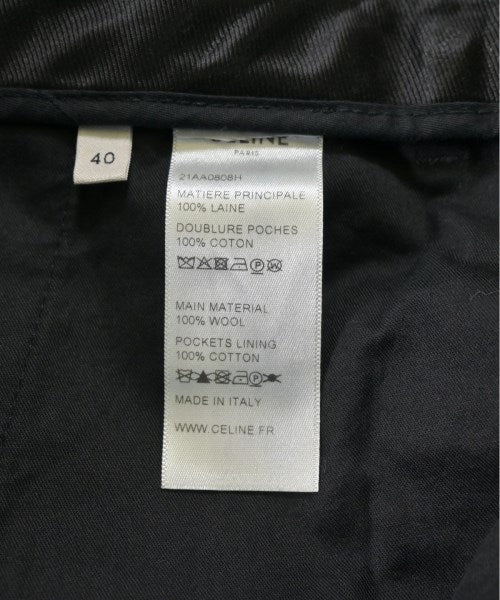 40
CELINE
PARIS
21AA0808H
MATIERE PRINCIPALE
100% LAINE
DOUBLURE POCHES
100% COTON
MAIN MATERIAL
100% WOOL
POCKETS LINING
100% COTTON
MADE IN ITALY
WWW.CELINE.FR